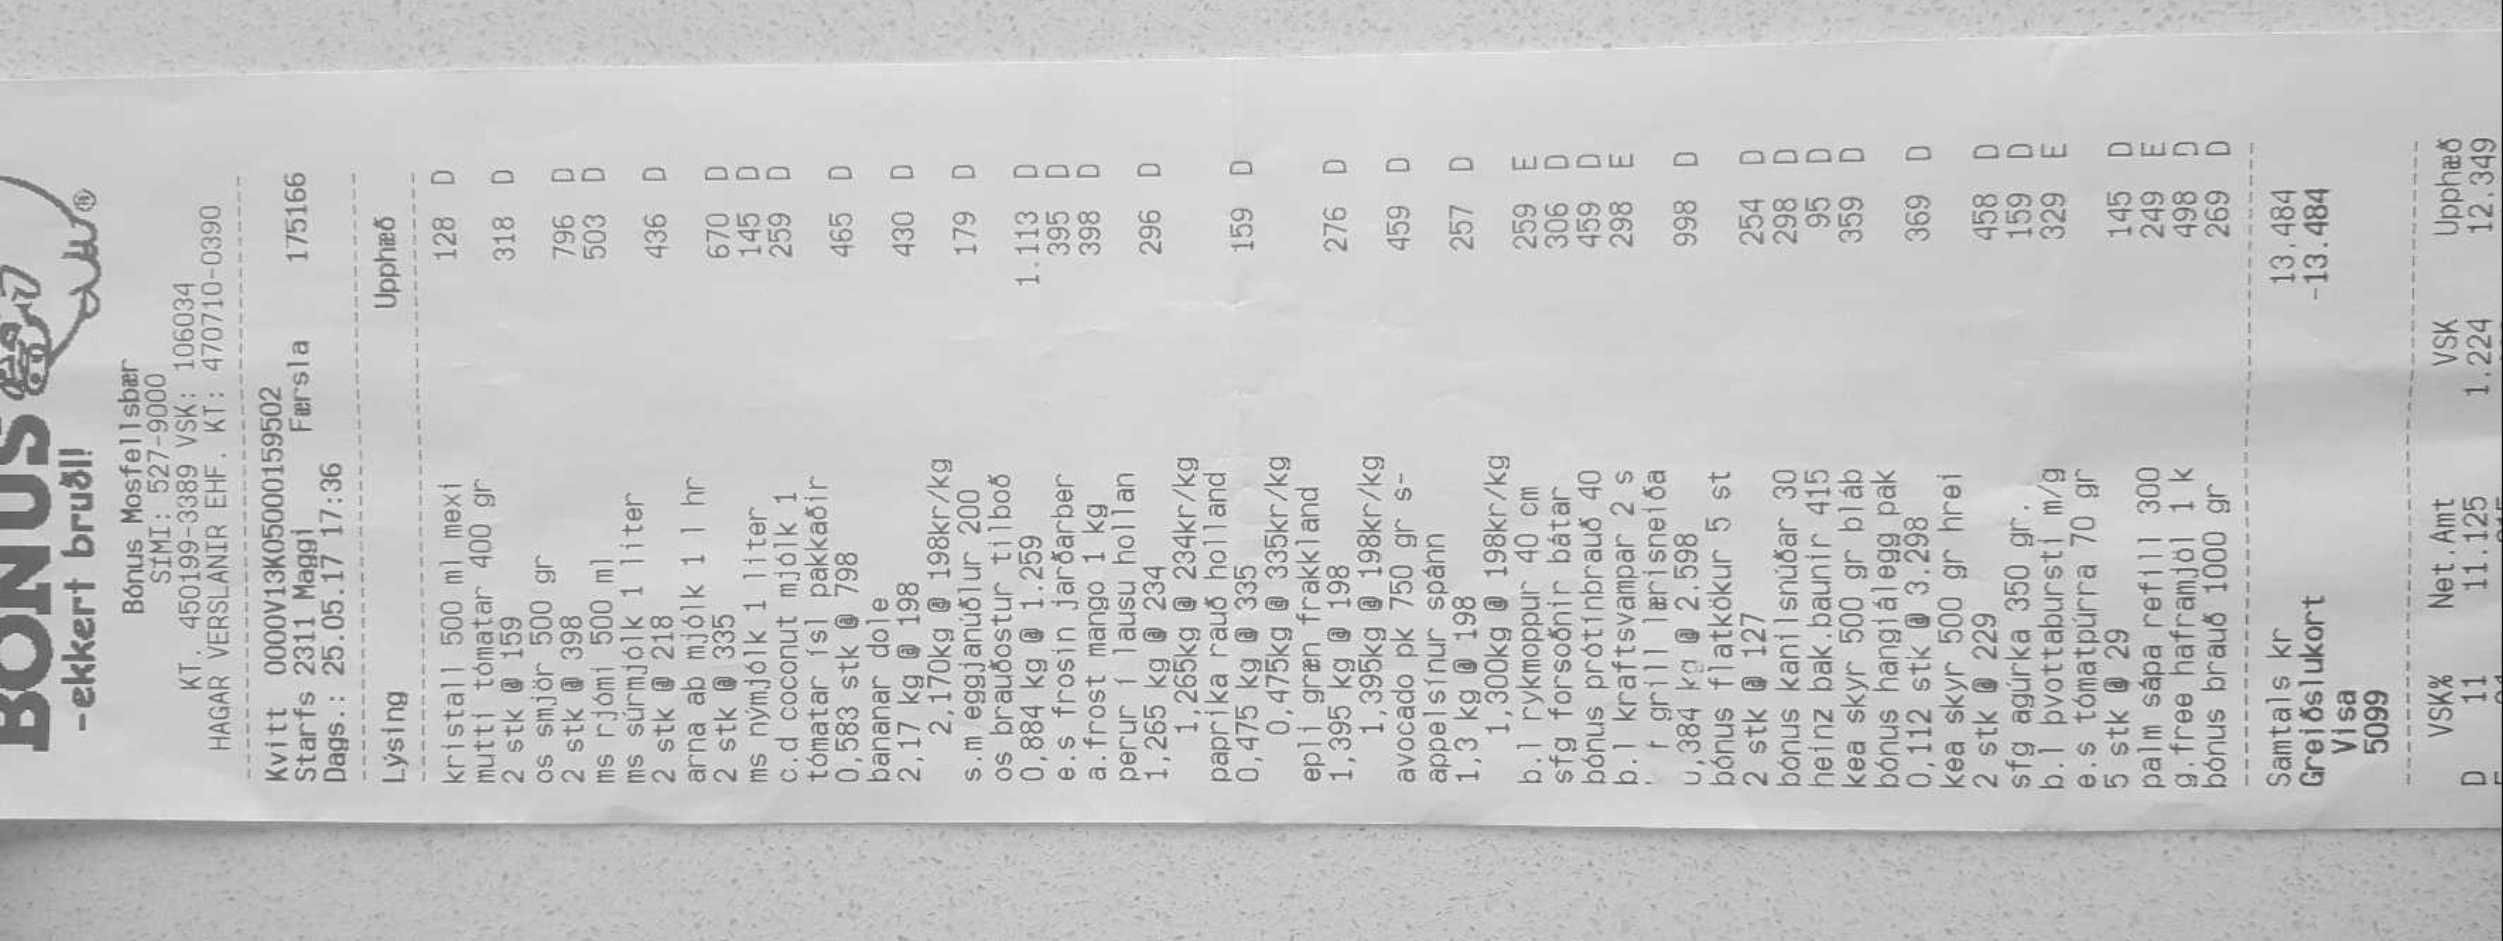 BONUS
-ekkert bruðl!
®
Bónus Mosfellsbær
SÍMI: 527-9000
KT. 450199-3389 VSK: 106034
HAGAR VERSLANIR EHF. KT: 470710-0390
Kvitt 0000V13K05000159502
Starfs 2311 Maggi Færsla 175166
Dags.: 25.05.17 17:36
Lýsing Upphæð
kristall 500 ml mexi 128 D
mutti tómatar 400 gr
2 stk @ 159 318 D
os smjör 500 gr
2 stk @ 398 796 D
ms rjómi 500 ml 503 D
ms súrmjólk 1 liter
2 stk @ 218 436 D
arna ab mjólk 1 l hr
2 stk @ 335 670 D
ms nýmjólk 1 liter 145 D
c.d coconut mjólk 1 259 D
tómatar ísl pakkaðir
0,583 stk @ 798 465 D
bananar dole
2,17 kg @ 198 430 D
2,170kg @ 198kr/kg
s.m eggjanúðlur 200 179 D
os brauðostur tilboð
0,884 kg @ 1.259 1.113 D
e.s frosin jarðarber 395 D
a.frost mango 1 kg 398 D
perur í lausu hollan
1,265 kg @ 234 296 D
1,265kg @ 234kr/kg
paprika rauð holland
0,475 kg @ 335 159 D
0,475kg @ 335kr/kg
epli græn frakkland
1,395 kg @ 198 276 D
1,395kg @ 198kr/kg
avocado pk 750 gr s- 459 D
appelsínur spánn
1,3 kg @ 198 257 D
1,300kg @ 198kr/kg
b.l rykmoppur 40 cm 259 E
sfg forsoðnir bátar 306 D
bónus prótinbrauð 40 459 D
b.l kraftsvampar 2 s 298 E
f grill lærisneiða
0,384 kg @ 2.598 998 D
bónus flatkökur 5 st
2 stk @ 127 254 D
bónus kanilsnúðar 30 298 D
heinz bak.baunir 415 95 D
kea skyr 500 gr bláb 359 D
bónus hangiálegg pak
0,112 stk @ 3.298 369 D
kea skyr 500 gr hrei
2 stk @ 229 458 D
sfg agúrka 350 gr. 159 D
b.l þvottabursti m/g 329 E
e.s tómatpúrra 70 gr
5 stk @ 29 145 D
palm sápa refill 300 249 E
g.free haframjöl 1 k 498 D
bónus brauð 1000 gr 269 D
Samtals kr 13.484
Greiðslukort -13.484
Visa
5099
VSK% Net.Amt VSK Upphæð
D 11 11.125 1.224 12.349